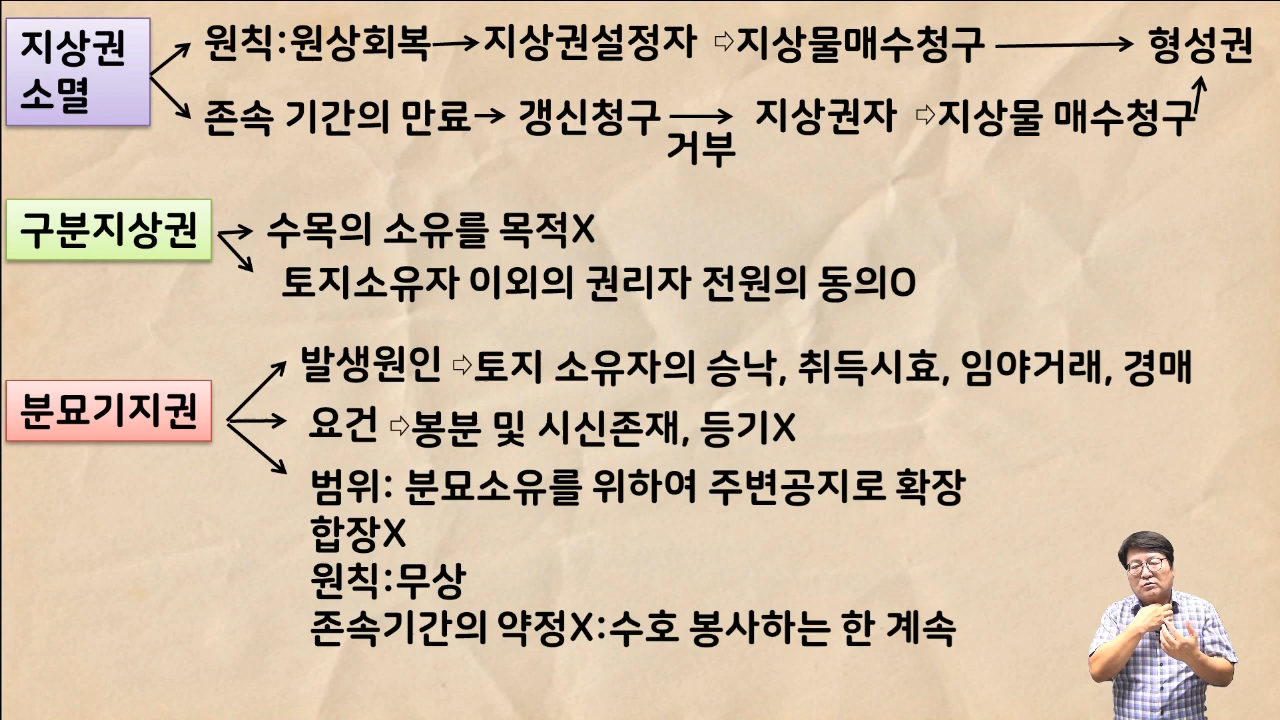 지상권
소멸
원칙:원상회복→지상권설정자 ⇨지상물매수청구 → 형성권
존속 기간의 만료→ 갱신청구 → 지상권자 ⇨지상물 매수청구
거부
구분지상권
수목의 소유를 목적X
토지소유자 이외의 권리자 전원의 동의O
분묘기지권
발생원인 ⇨토지 소유자의 승낙, 취득시효, 임야거래, 경매
요건 ⇨봉분 및 시신존재, 등기X
범위: 분묘소유를 위하여 주변공지로 확장
합장X
원칙:무상
존속기간의 약정X:수호 봉사하는 한 계속